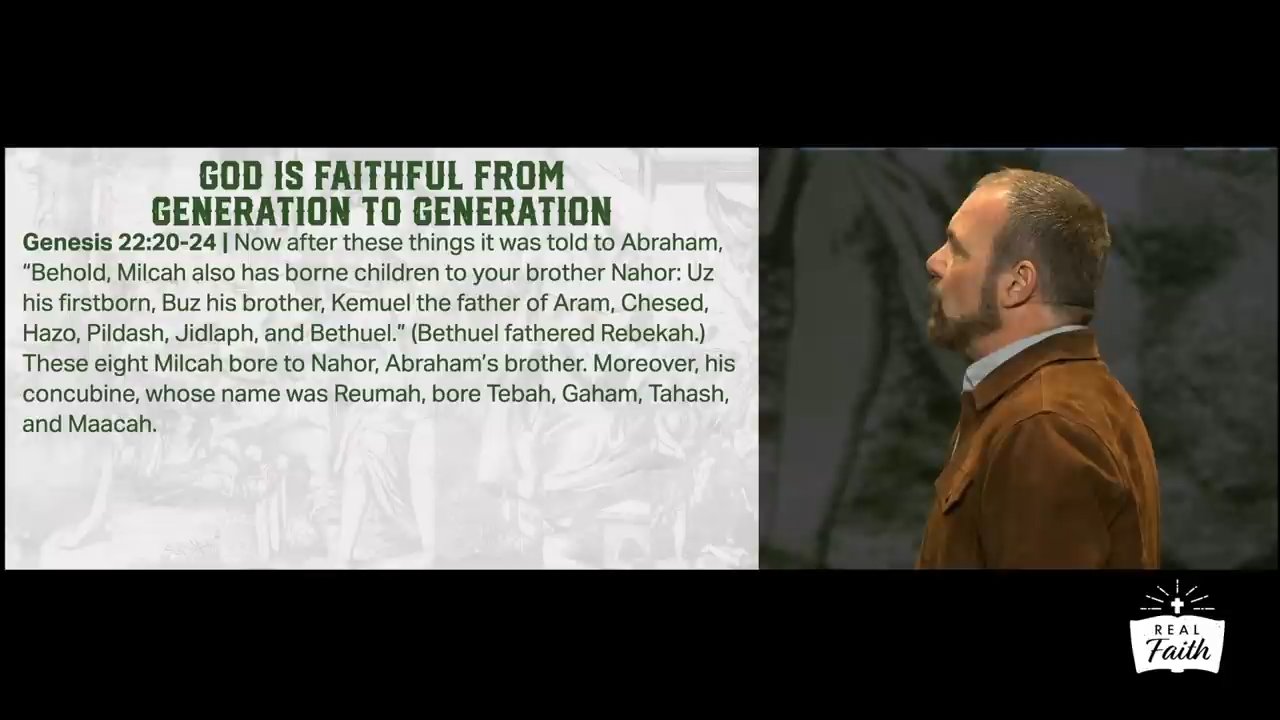 GOD IS FAITHFUL FROM
GENERATION TO GENERATION
Genesis 22:20-24 | Now after these things it was told to Abraham,
“Behold, Milcah also has borne children to your brother Nahor: Uz
his firstborn, Buz his brother, Kemuel the father of Aram, Chesed,
Hazo, Pildash, Jidlaph, and Bethuel.” (Bethuel fathered Rebekah.)
These eight Milcah bore to Nahor, Abraham’s brother. Moreover, his
concubine, whose name was Reumah, bore Tebah, Gaham, Tahash,
and Maacah.
REAL
Faith